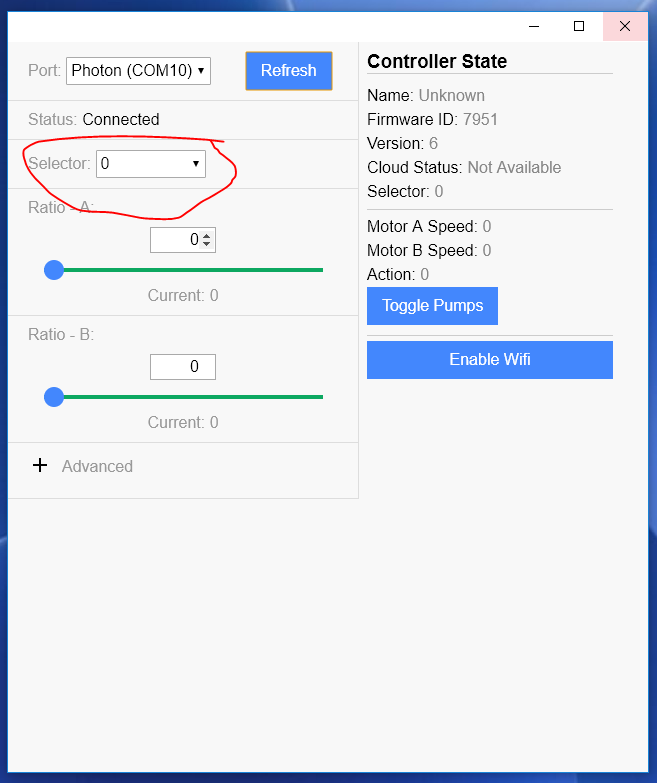 Port: Photon (COM10) Refresh
Status: Connected
Selector: 0
Ratio - A:
0
Current: 0
Ratio - B:
0
Current: 0
+ Advanced
Controller State
Name: Unknown
Firmware ID: 7951
Version: 6
Cloud Status: Not Available
Selector: 0
Motor A Speed: 0
Motor B Speed: 0
Action: 0
Toggle Pumps
Enable Wifi